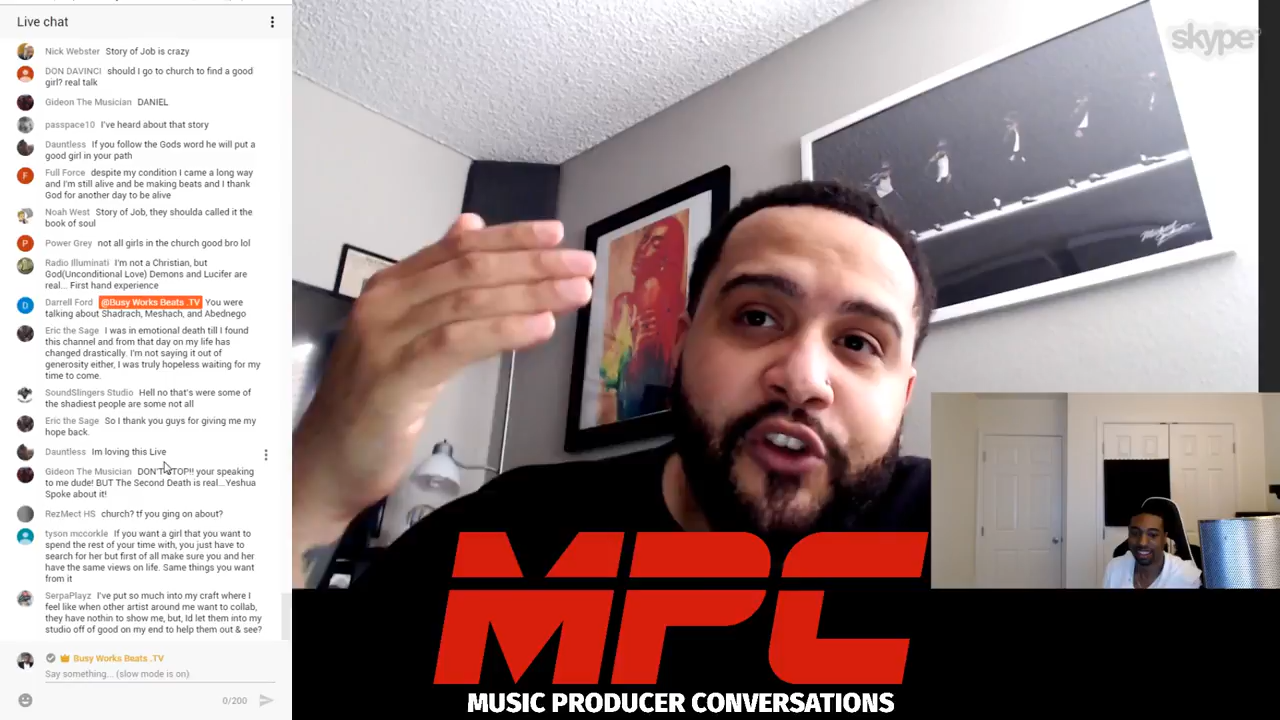 Live chat
Nick Webster Story of Job is crazy
DON DAVINCI should I go to church to find a good
girl? real talk
Gideon The Musician DANIEL
passpace10 I've heard about that story
Dauntless If you follow the Gods word he will put a
good girl in your path
Full Force despite my condition I came a long way
and I'm still alive and be making beats and I thank
God for another day to be alive
Noah West Story of Job, they shoulda called it the
book of soul
Power Grey not all girls in the church good bro lol
Radio Illuminati I'm not a Christian, but
God(Unconditional Love) Demons and Lucifer are
real... First hand experience
Darrell Ford @Busy Works Beats .TV You were
talking about Shadrach, Meshach, and Abednego
Eric the Sage I was in emotional death till I found
this channel and from that day on my life has
changed drastically. I'm not saying it out of
generosity either, I was truly hopeless waiting for my
time to come.
SoundSlingers Studio Hell no that's were some of
the shadiest people are some not all
Eric the Sage So I thank you guys for giving me my
hope back.
Dauntless Im loving this Live
Gideon The Musician DON'T STOP!! your speaking
to me dude! BUT The Second Death is real...Yeshua
Spoke about it!
RezMect HS church? tf you ging on about?
tyson mccorkle If you want a girl that you want to
spend the rest of your time with, you just have to
search for her but first of all make sure you and her
have the same views on life. Same things you want
from it
SerpaPlayz I've put so much into my craft where I
feel like when other artist around me want to collab,
they have nothin to show me, but, Id let them into my
studio off of good on my end to help them out & see?
Busy Works Beats .TV
Say something... (slow mode is on)
0/200
skype
MPC
MUSIC PRODUCER CONVERSATIONS